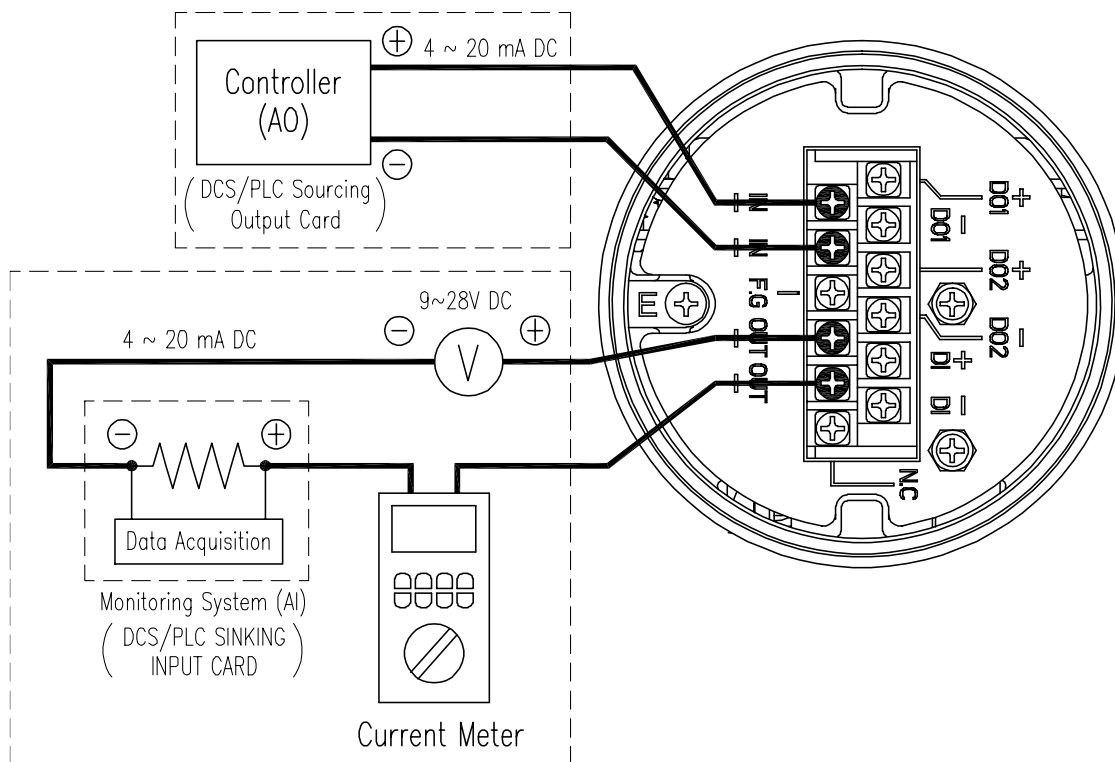 ⊕ 4 ~ 20 mA DC
Controller
(AO)
⊖
( DCS/PLC Sourcing
Output Card )
IN
IN
F.G
OUT
OUT
DO1 +
DO1 −
DO2 +
DO2 −
DI +
DI −
N.C
E
9~28V DC
⊖ ⊕
4 ~ 20 mA DC
V
⊖ ⊕
Data Acquisition
Monitoring System (AI)
( DCS/PLC SINKING
INPUT CARD )
Current Meter